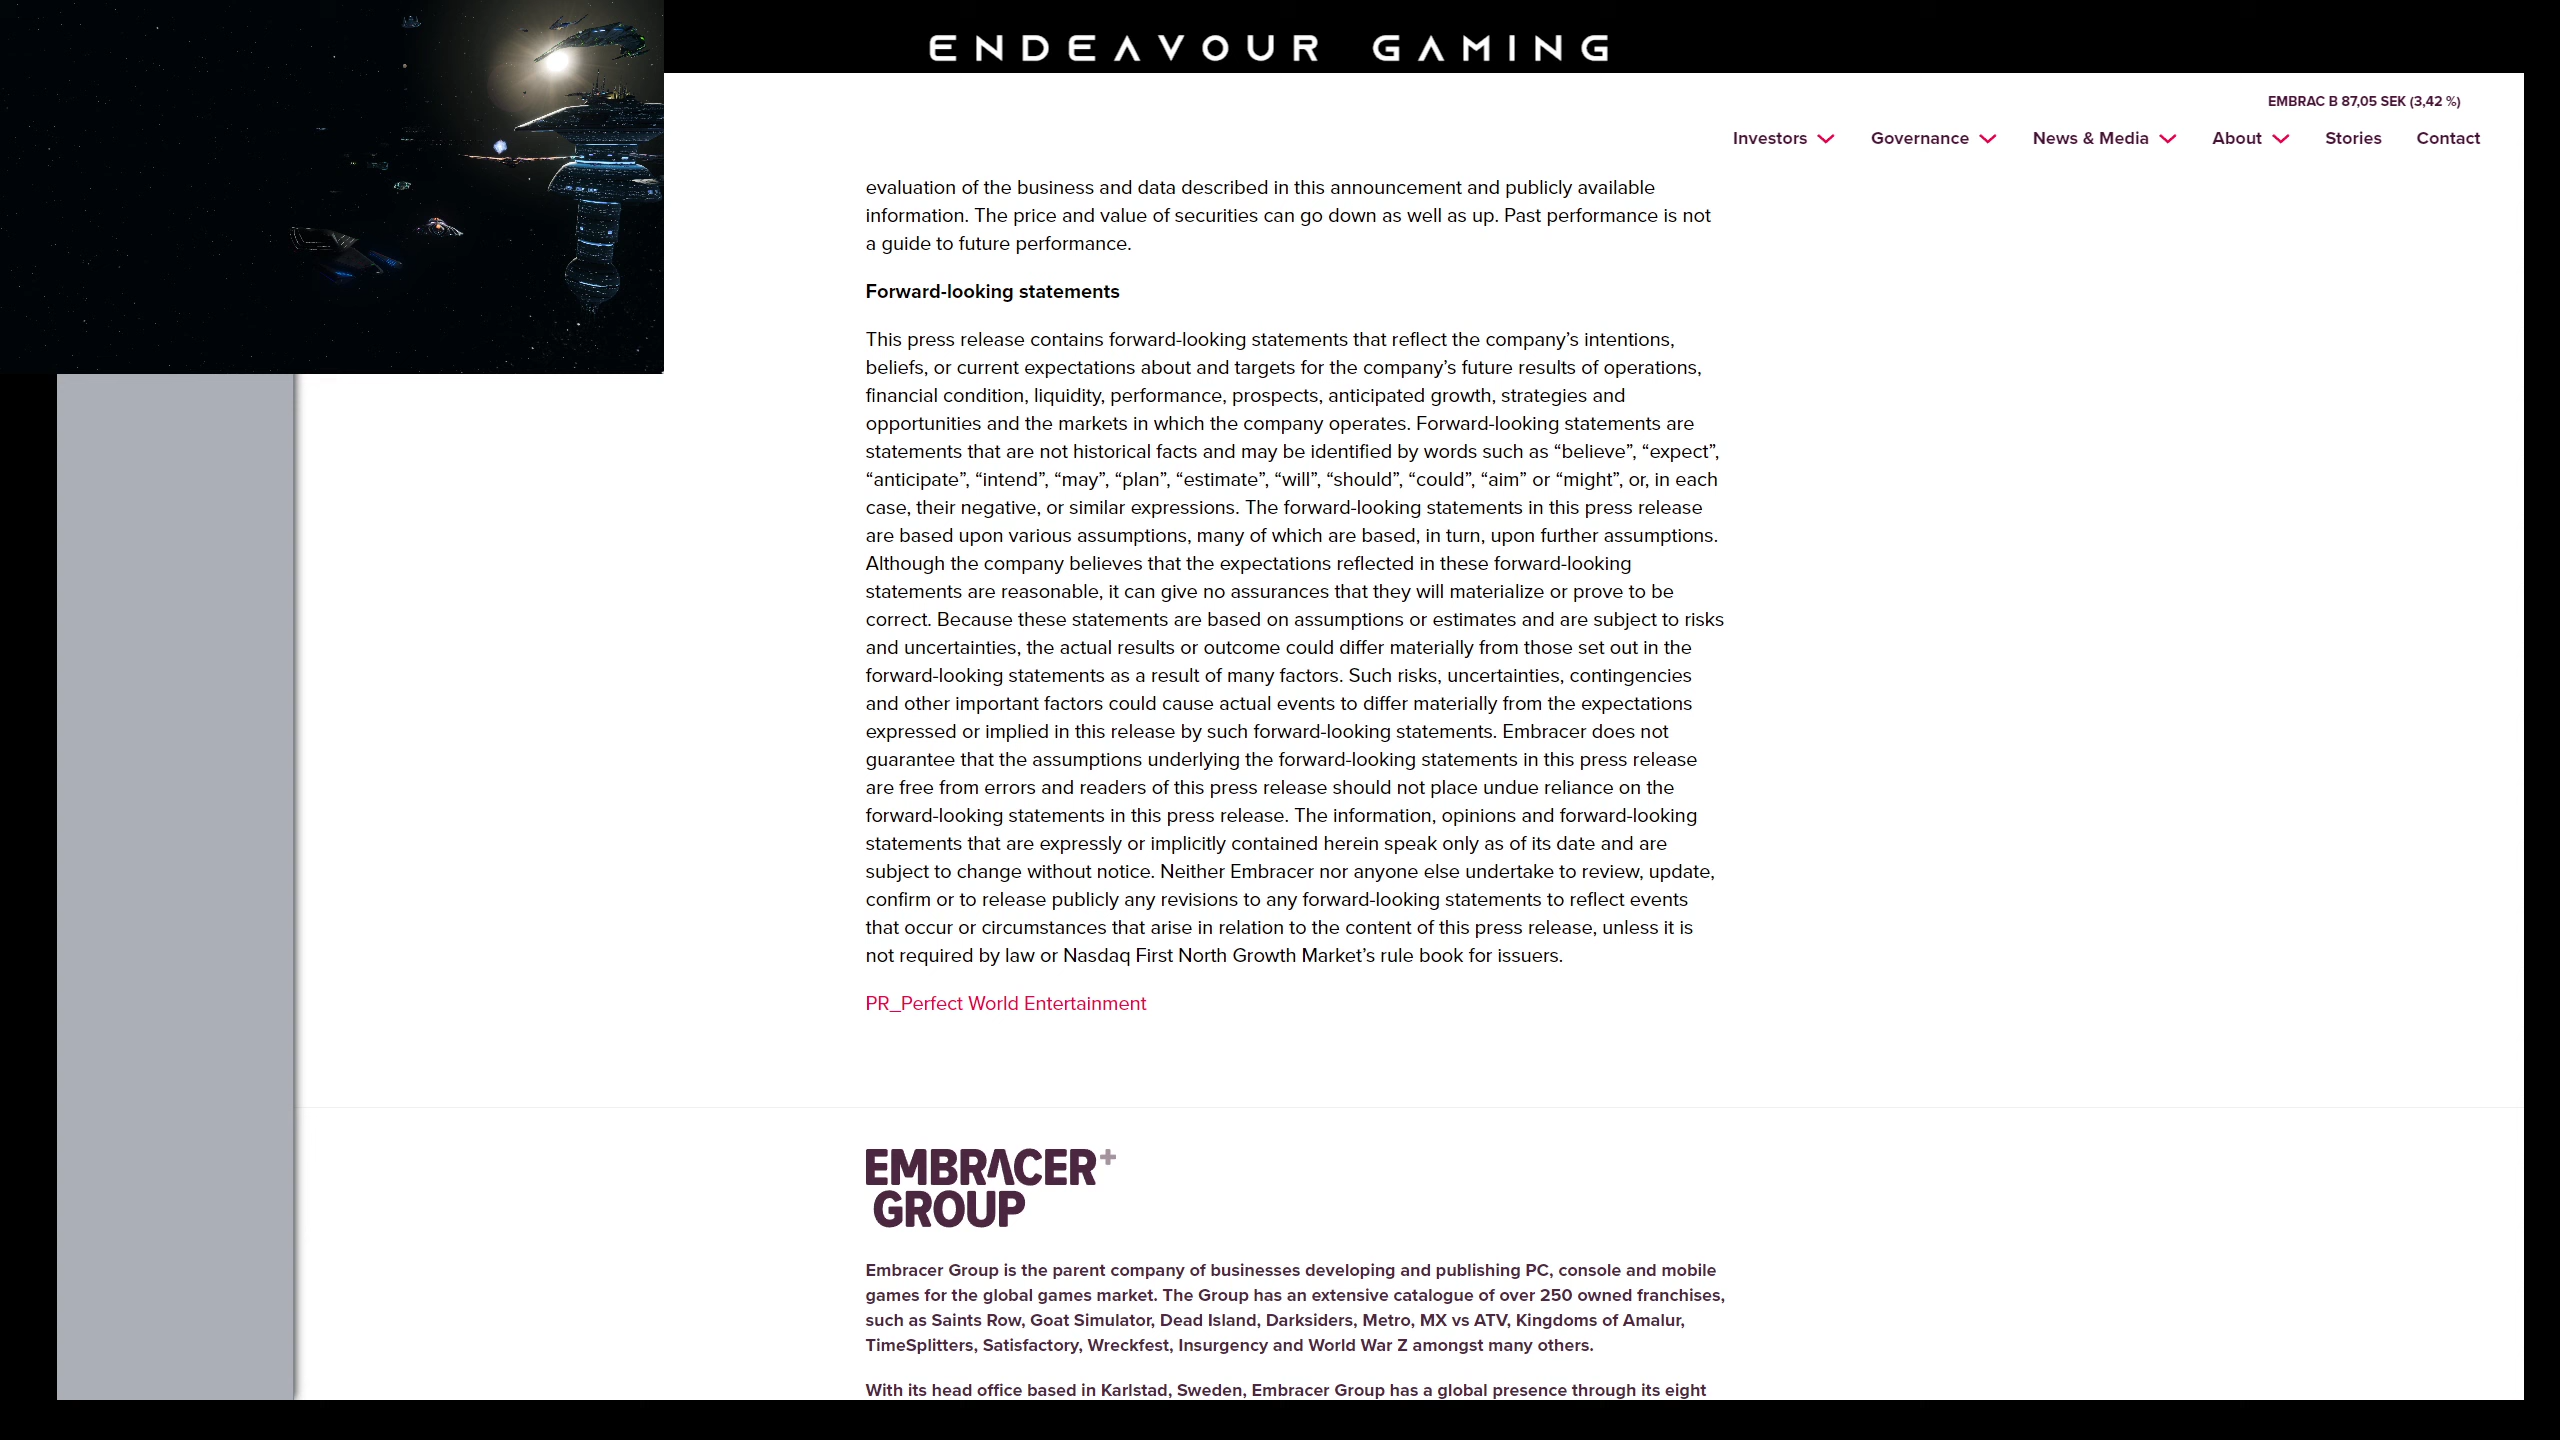 ENDEAVOUR GAMING
EMBRAC B 87,05 SEK (3,42 %)
Investors Governance News & Media About Stories Contact
evaluation of the business and data described in this announcement and publicly available
information. The price and value of securities can go down as well as up. Past performance is not
a guide to future performance.
Forward-looking statements
This press release contains forward-looking statements that reflect the company’s intentions,
beliefs, or current expectations about and targets for the company’s future results of operations,
financial condition, liquidity, performance, prospects, anticipated growth, strategies and
opportunities and the markets in which the company operates. Forward-looking statements are
statements that are not historical facts and may be identified by words such as “believe”, “expect”,
“anticipate”, “intend”, “may”, “plan”, “estimate”, “will”, “should”, “could”, “aim” or “might”, or, in each
case, their negative, or similar expressions. The forward-looking statements in this press release
are based upon various assumptions, many of which are based, in turn, upon further assumptions.
Although the company believes that the expectations reflected in these forward-looking
statements are reasonable, it can give no assurances that they will materialize or prove to be
correct. Because these statements are based on assumptions or estimates and are subject to risks
and uncertainties, the actual results or outcome could differ materially from those set out in the
forward-looking statements as a result of many factors. Such risks, uncertainties, contingencies
and other important factors could cause actual events to differ materially from the expectations
expressed or implied in this release by such forward-looking statements. Embracer does not
guarantee that the assumptions underlying the forward-looking statements in this press release
are free from errors and readers of this press release should not place undue reliance on the
forward-looking statements in this press release. The information, opinions and forward-looking
statements that are expressly or implicitly contained herein speak only as of its date and are
subject to change without notice. Neither Embracer nor anyone else undertake to review, update,
confirm or to release publicly any revisions to any forward-looking statements to reflect events
that occur or circumstances that arise in relation to the content of this press release, unless it is
not required by law or Nasdaq First North Growth Market’s rule book for issuers.
PR_Perfect World Entertainment
EMBRACER+
GROUP
Embracer Group is the parent company of businesses developing and publishing PC, console and mobile
games for the global games market. The Group has an extensive catalogue of over 250 owned franchises,
such as Saints Row, Goat Simulator, Dead Island, Darksiders, Metro, MX vs ATV, Kingdoms of Amalur,
TimeSplitters, Satisfactory, Wreckfest, Insurgency and World War Z amongst many others.
With its head office based in Karlstad, Sweden, Embracer Group has a global presence through its eight